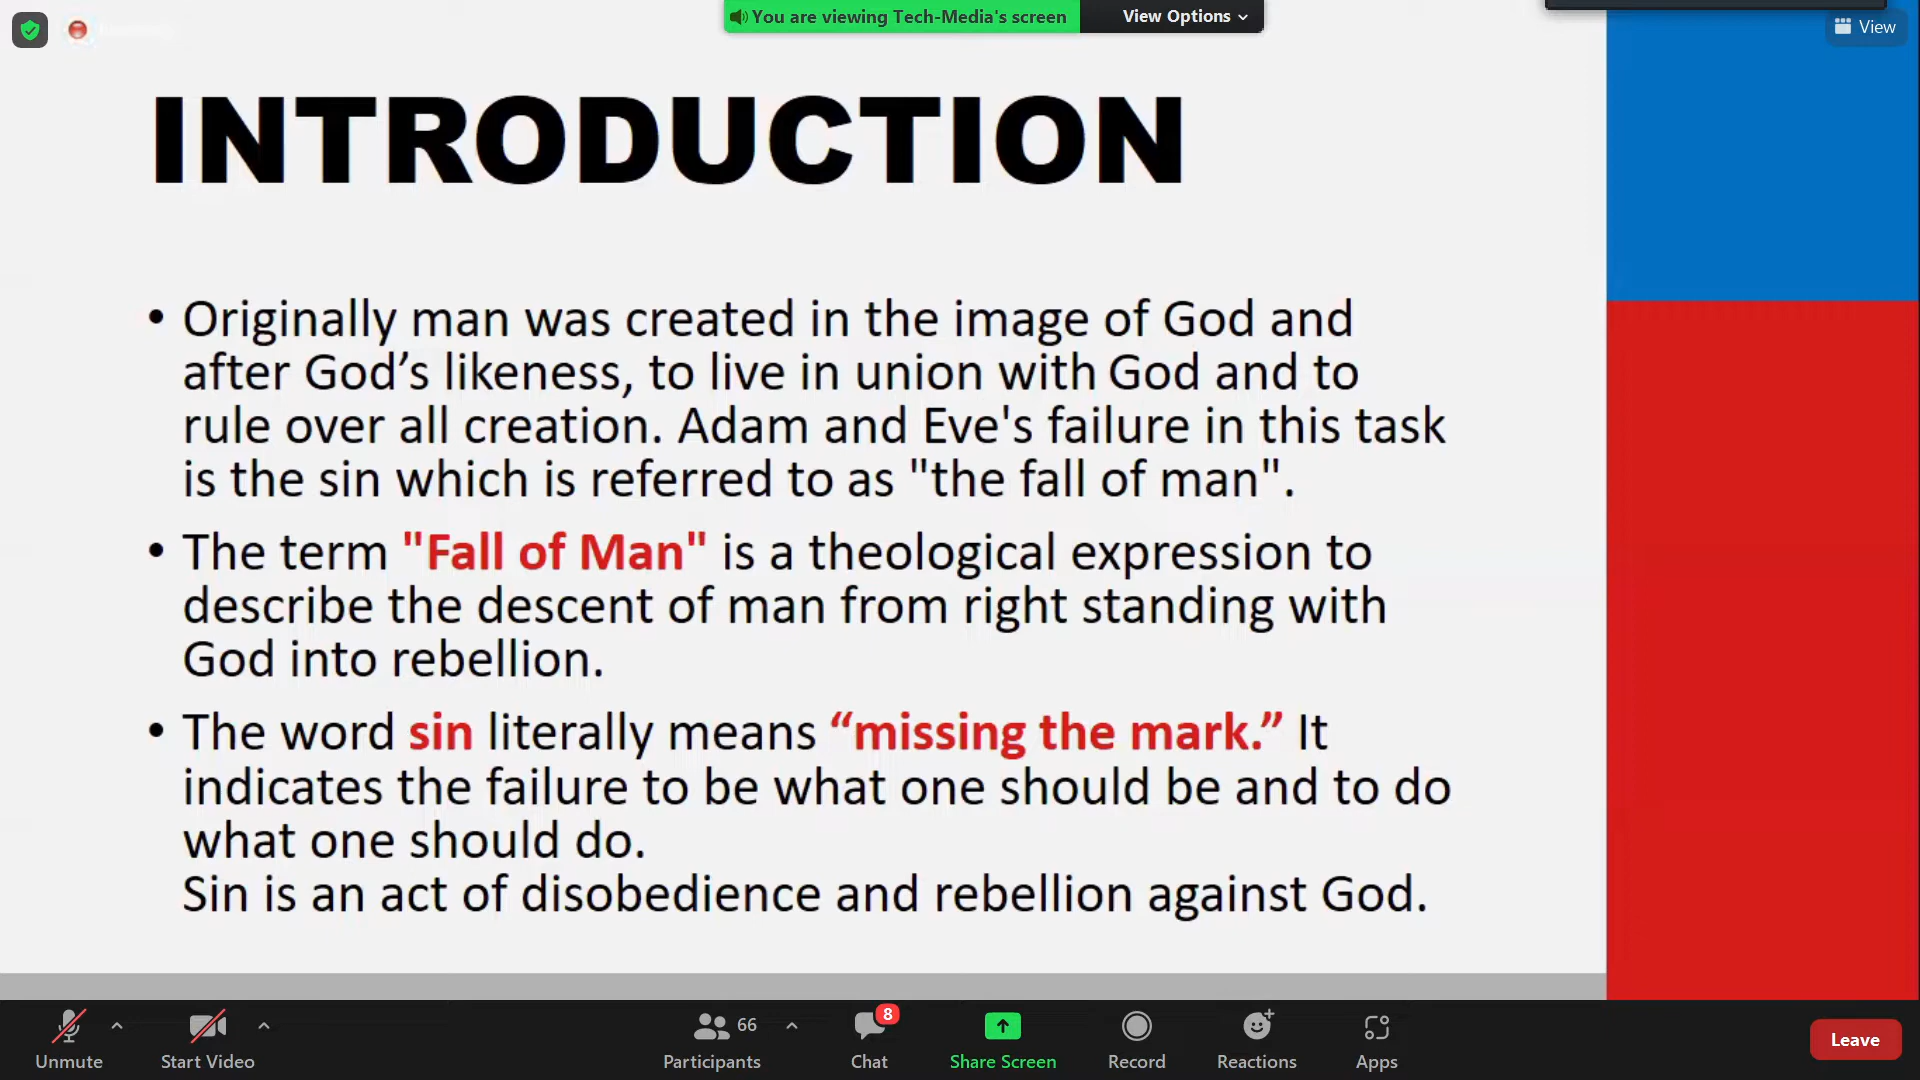 You are viewing Tech-Media's screen
View Options
View
INTRODUCTION
• Originally man was created in the image of God and
after God’s likeness, to live in union with God and to
rule over all creation. Adam and Eve's failure in this task
is the sin which is referred to as "the fall of man".
• The term "Fall of Man" is a theological expression to
describe the descent of man from right standing with
God into rebellion.
• The word sin literally means “missing the mark.” It
indicates the failure to be what one should be and to do
what one should do.
Sin is an act of disobedience and rebellion against God.
66
8
Unmute
Start Video
Participants
Chat
Share Screen
Record
Reactions
Apps
Leave